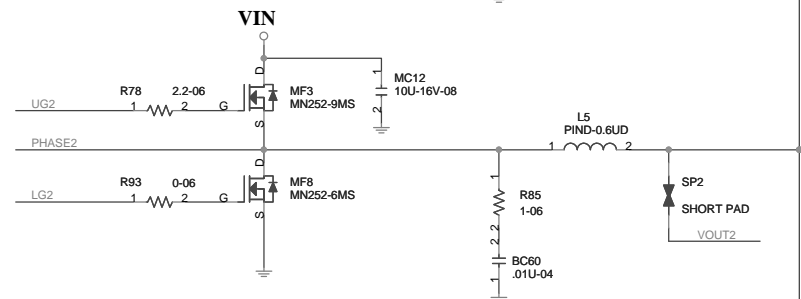 VIN
D
R78 2.2-06
1 2 G
UG2
MF3
MN252-9MS
S
1
MC12
10U-16V-08
2
PHASE2
L5
PIND-0.6UD
1 2
D
R93 0-06
1 2 G
LG2
MF8
MN252-6MS
S
1
R85
1-06
2
2
BC60
.01U-04
1
SP2
SHORT PAD
VOUT2